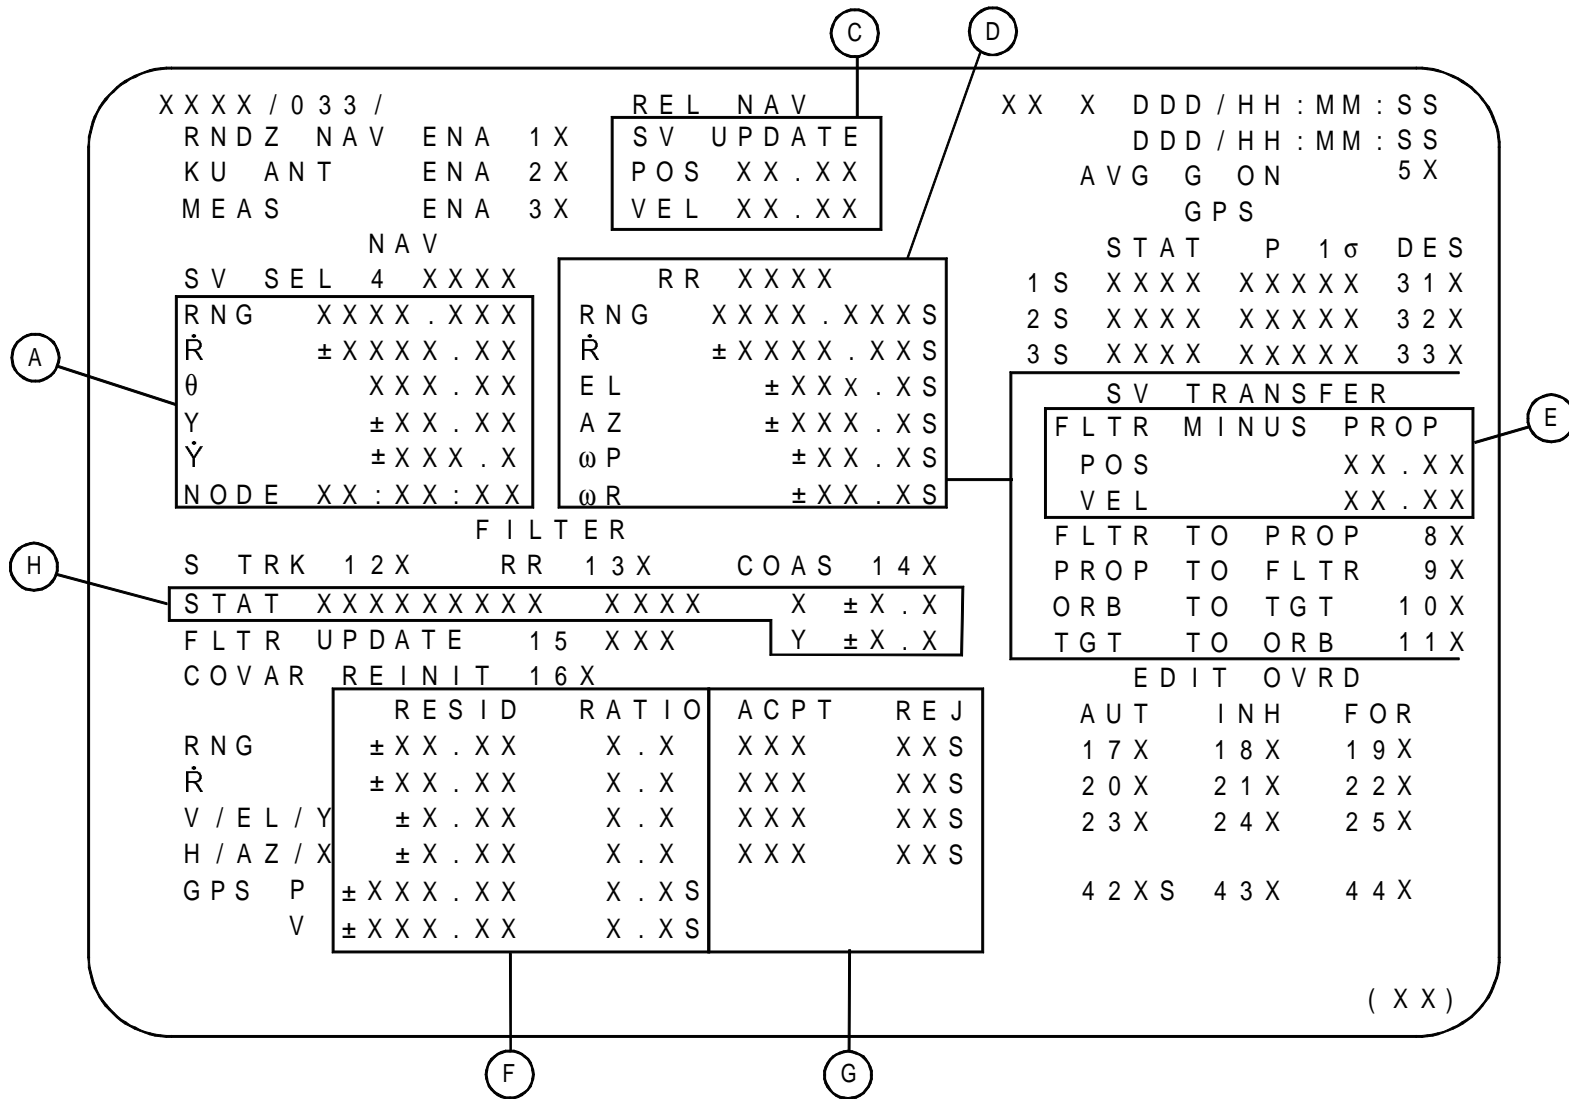 C
D
XXXX/033/ REL NAV XX X DDD/HH:MM:SS
RNDZ NAV ENA 1X SV UPDATE DDD/HH:MM:SS
KU ANT ENA 2X POS XX.XX AVG G ON 5X
MEAS ENA 3X VEL XX.XX GPS
NAV STAT P 1σ DES
SV SEL 4 XXXX RR XXXX 1S XXXX XXXXX 31X
RNG XXXX.XXX RNG XXXX.XXXS 2S XXXX XXXXX 32X
A
Ṙ ±XXXX.XX Ṙ ±XXXX.XXS 3S XXXX XXXXX 33X
θ XXX.XX EL ±XXX.XS SV TRANSFER
Y ±XX.XX AZ ±XXX.XS FLTR MINUS PROP
E
Ẏ ±XXX.X ωP ±XX.XS POS XX.XX
NODE XX:XX:XX ωR ±XX.XS VEL XX.XX
FILTER FLTR TO PROP 8X
H
S TRK 12X RR 13X COAS 14X PROP TO FLTR 9X
STAT XXXXXXXXX XXXX X ±X.X ORB TO TGT 10X
FLTR UPDATE 15 XXX Y ±X.X TGT TO ORB 11X
COVAR REINIT 16X EDIT OVRD
RESID RATIO ACPT REJ AUT INH FOR
RNG ±XX.XX X.X XXX XXS 17X 18X 19X
Ṙ ±XX.XX X.X XXX XXS 20X 21X 22X
V/EL/Y ±X.XX X.X XXX XXS 23X 24X 25X
H/AZ/X ±X.XX X.X XXX XXS
GPS P ±XXX.XX X.XS 42XS 43X 44X
V ±XXX.XX X.XS
(XX)
F
G